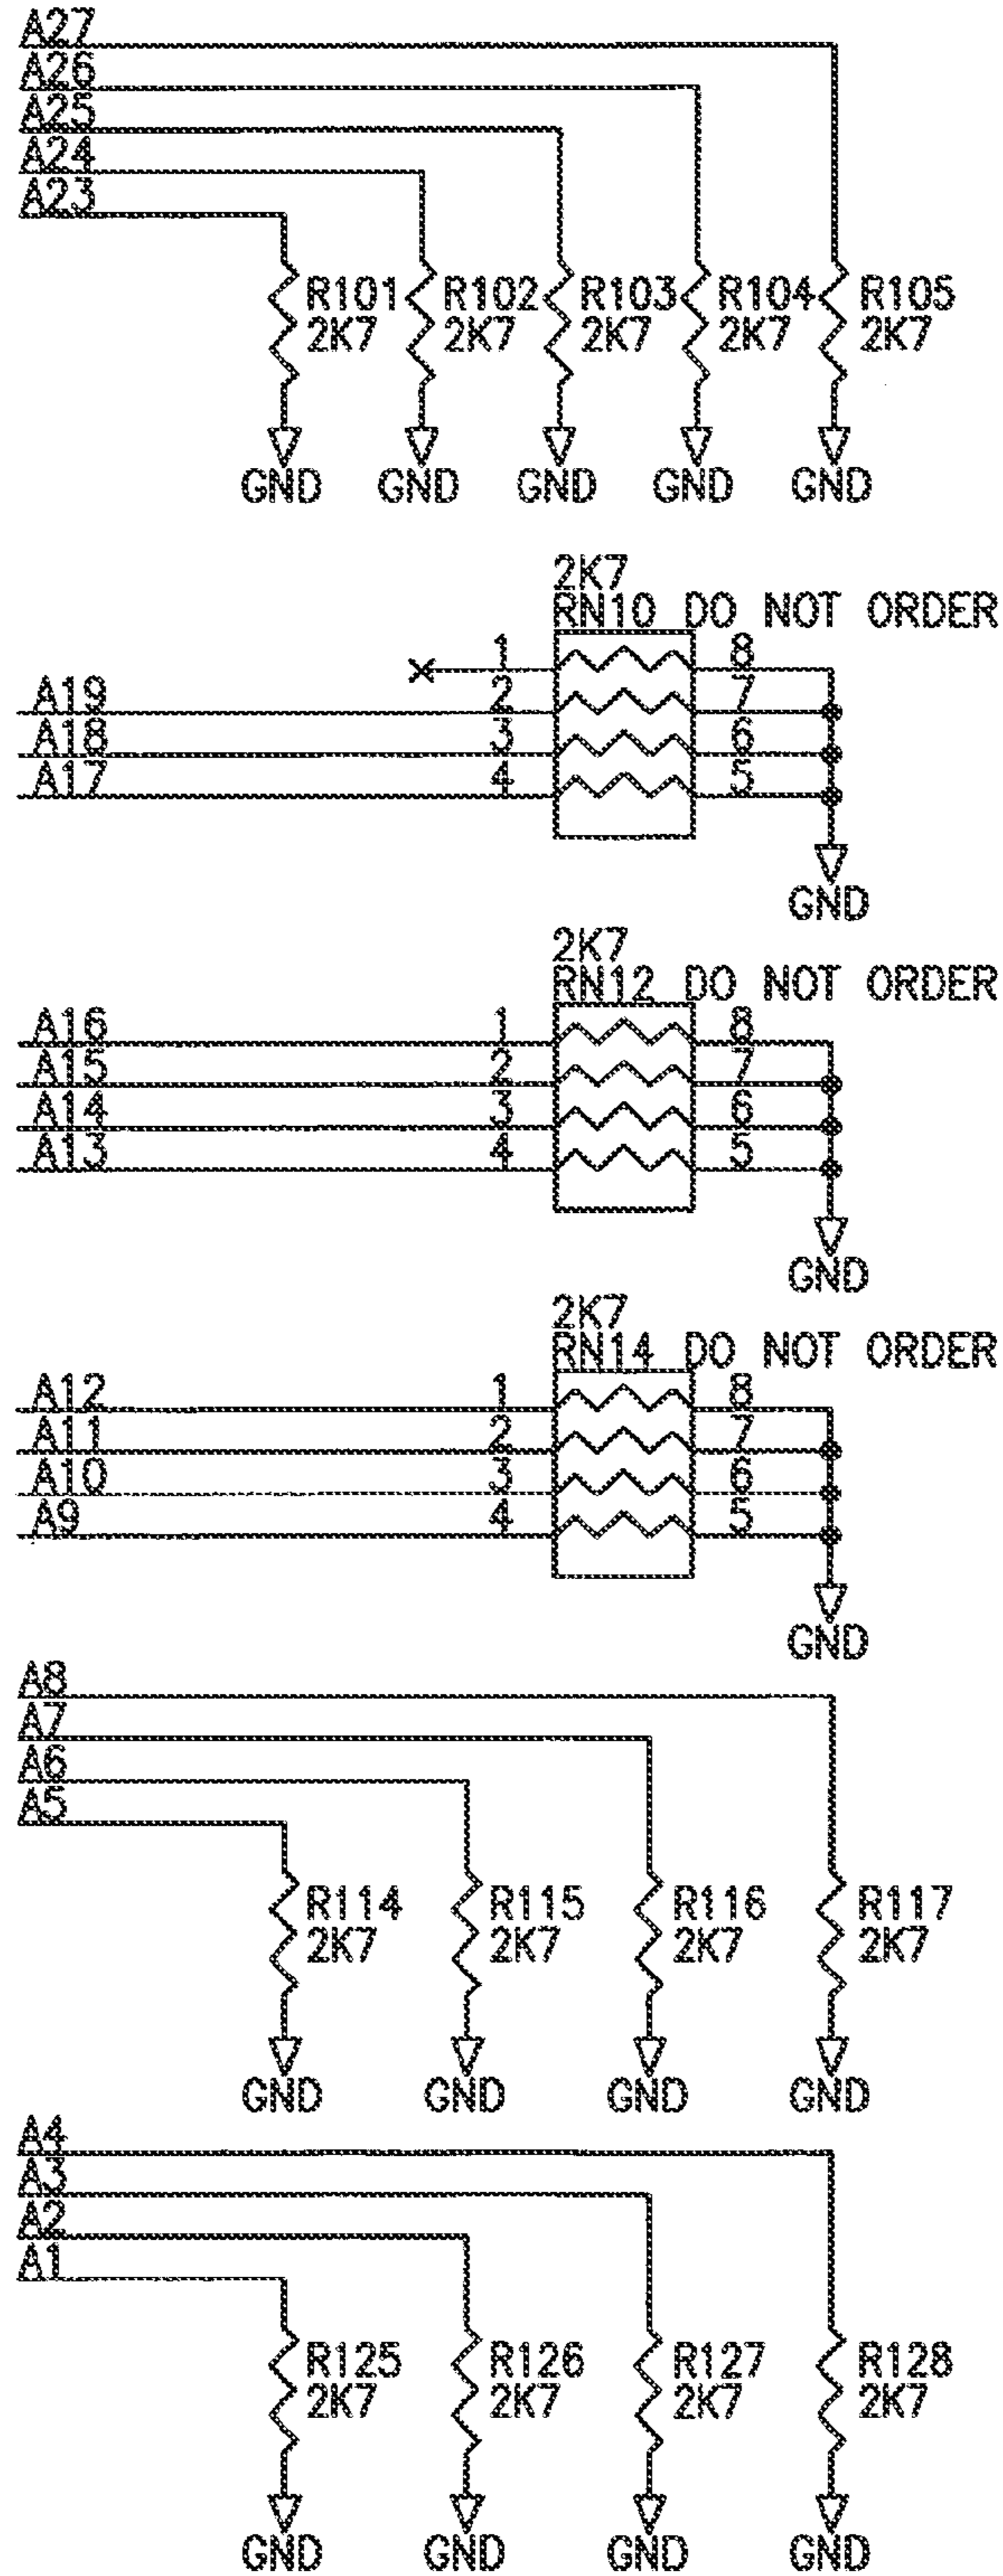 A27
A26
A25
A24
A23
R101 R102 R103 R104 R105
2K7 2K7 2K7 2K7 2K7
GND GND GND GND GND
2K7
RN10 DO NOT ORDER
1 8
A19 2 7
A18 3 6
A17 4 5
GND
2K7
RN12 DO NOT ORDER
A16 1 8
A15 2 7
A14 3 6
A13 4 5
GND
2K7
RN14 DO NOT ORDER
A12 1 8
A11 2 7
A10 3 6
A9 4 5
GND
A8
A7
A6
A5
R114 R115 R116 R117
2K7 2K7 2K7 2K7
GND GND GND GND
A4
A3
A2
A1
R125 R126 R127 R128
2K7 2K7 2K7 2K7
GND GND GND GND